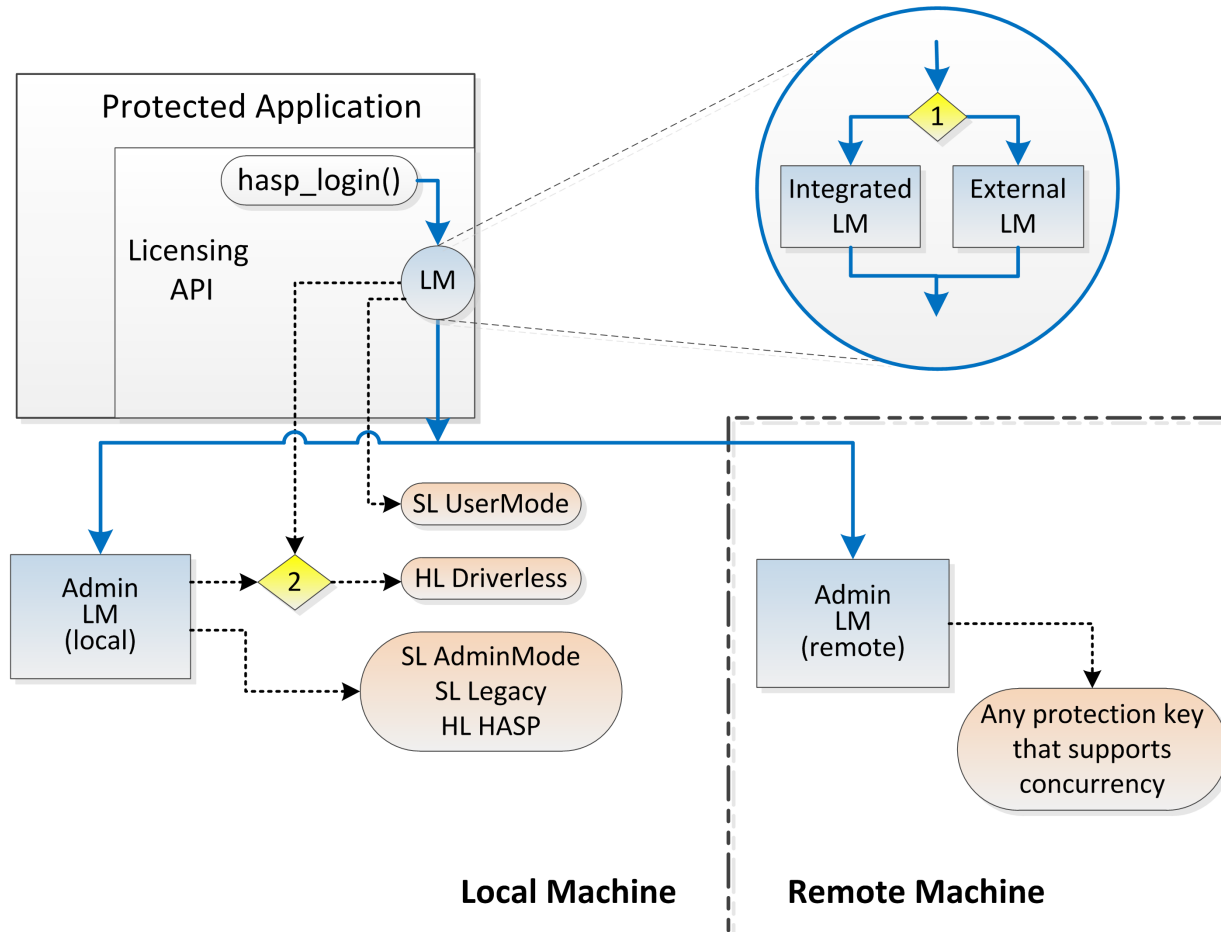 Protected Application
hasp_login()
Licensing
API
LM
1
Integrated
LM
External
LM
SL UserMode
HL Driverless
2
Admin
LM
(local)
SL AdminMode
SL Legacy
HL HASP
Admin
LM
(remote)
Any protection key
that supports
concurrency
Local Machine
Remote Machine